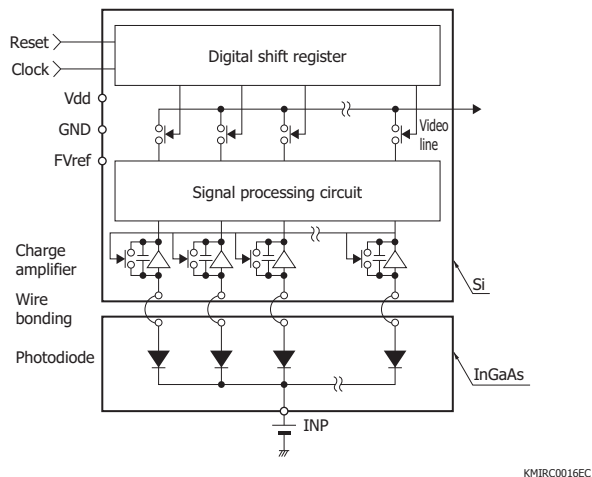 Reset
Digital shift register
Clock
Vdd
GND
Video
line
FVref
Signal processing circuit
Charge
amplifier
Si
Wire
bonding
Photodiode
InGaAs
INP
KMIRC0016EC